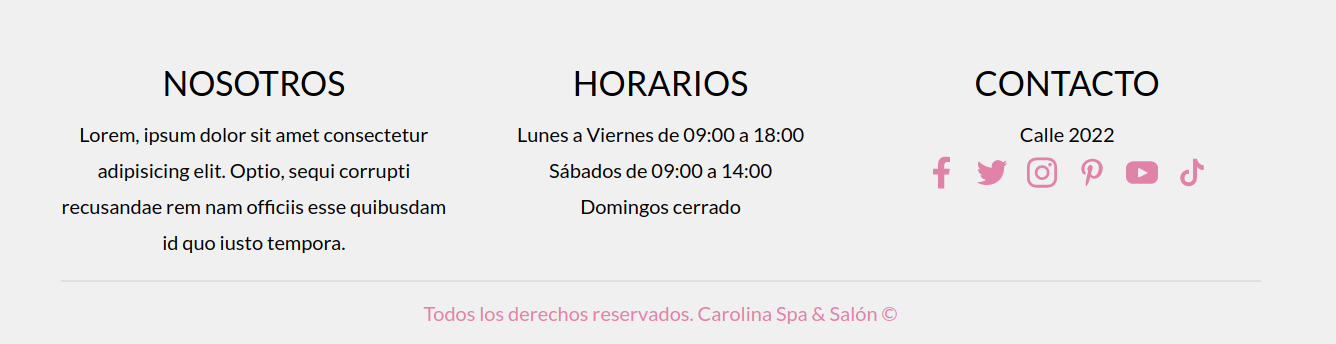 NOSOTROS
Lorem, ipsum dolor sit amet consectetur
adipisicing elit. Optio, sequi corrupti
recusandae rem nam officiis esse quibusdam
id quo iusto tempora.
HORARIOS
Lunes a Viernes de 09:00 a 18:00
Sábados de 09:00 a 14:00
Domingos cerrado
CONTACTO
Calle 2022
Todos los derechos reservados. Carolina Spa & Salón ©